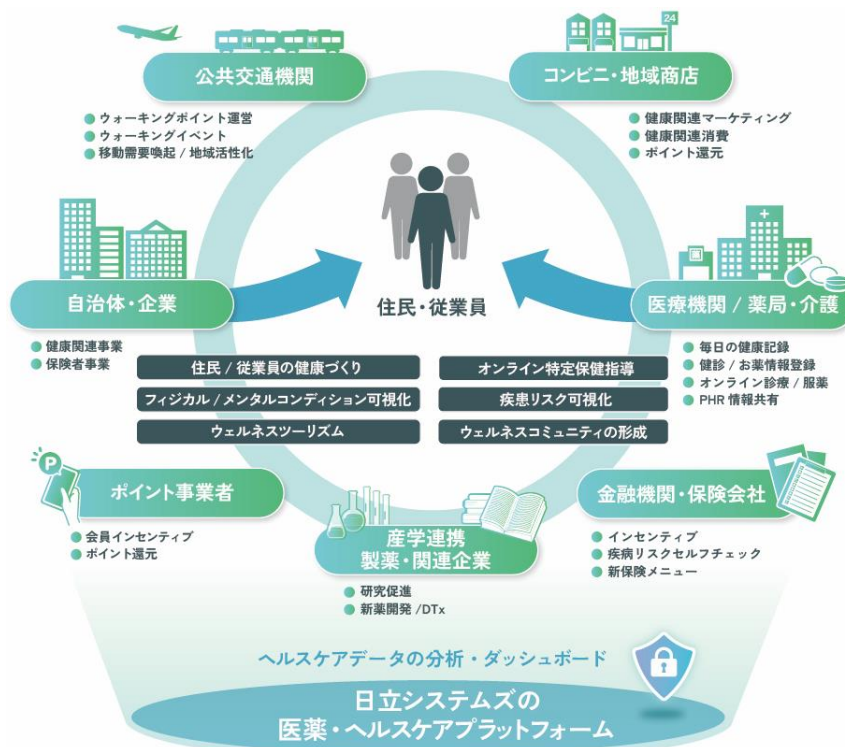 公共交通機関
ウォーキングポイント運営
ウォーキングイベント
移動需要喚起 / 地域活性化
24
コンビニ・地域商店
健康関連マーケティング
健康関連消費
ポイント還元
自治体・企業
健康関連事業
保険者事業
住民・従業員
医療機関 / 薬局・介護
毎日の健康記録
健診 / お薬情報登録
オンライン診療 / 服薬
PHR 情報共有
住民 / 従業員の健康づくり
フィジカル / メンタルコンディション可視化
ウェルネスツーリズム
オンライン特定保健指導
疾患リスク可視化
ウェルネスコミュニティの形成
P
ポイント事業者
会員インセンティブ
ポイント還元
産学連携
製薬・関連企業
研究促進
新薬開発 /DTx
金融機関・保険会社
インセンティブ
疾病リスクセルフチェック
新保険メニュー
ヘルスケアデータの分析・ダッシュボード
日立システムズの
医薬・ヘルスケアプラットフォーム